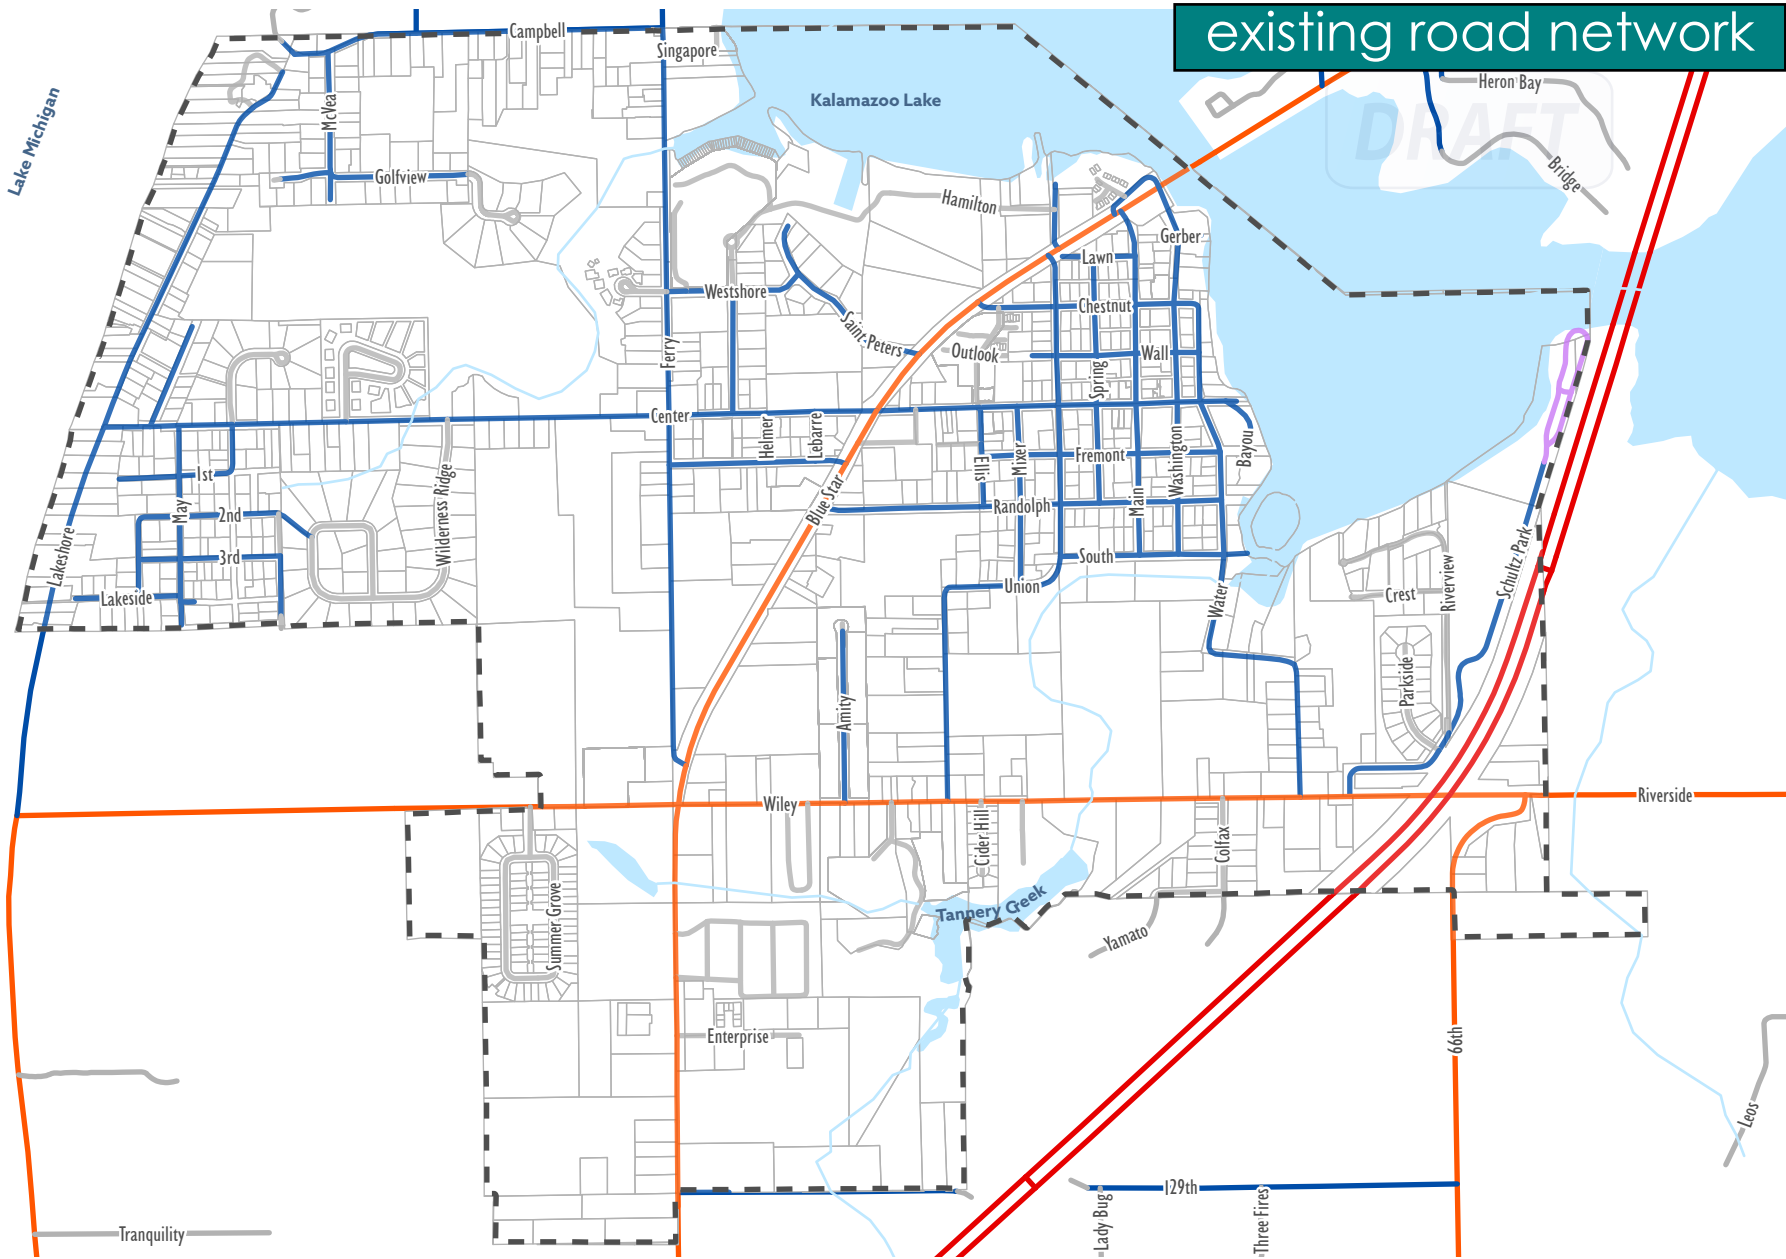 existing road network
Campbell
Singapore
Heron Bay
Lake Michigan
Kalamazoo Lake
DRAFT
McVea
Golfview
Bridge
Hamilton
Gerber
Lawn
Westshore
Chestnut
Saint Peters
Ferry
Outlook
Wall
Spring
Center
Helmer
Lebarre
Ellis
Mixer
Fremont
Washington
Bayou
1st
May
2nd
3rd
Wilderness Ridge
Blue Star
Randolph
Main
South
Union
Water
Lakeshore
Lakeside
Schultz Park
Riverview
Crest
Parkside
Amity
Wiley
Riverside
Cider Hill
Colfax
Summer Grove
Tannery Creek
Yamato
Enterprise
66th
Leos
129th
Lady Bug
Three Fires
Tranquility